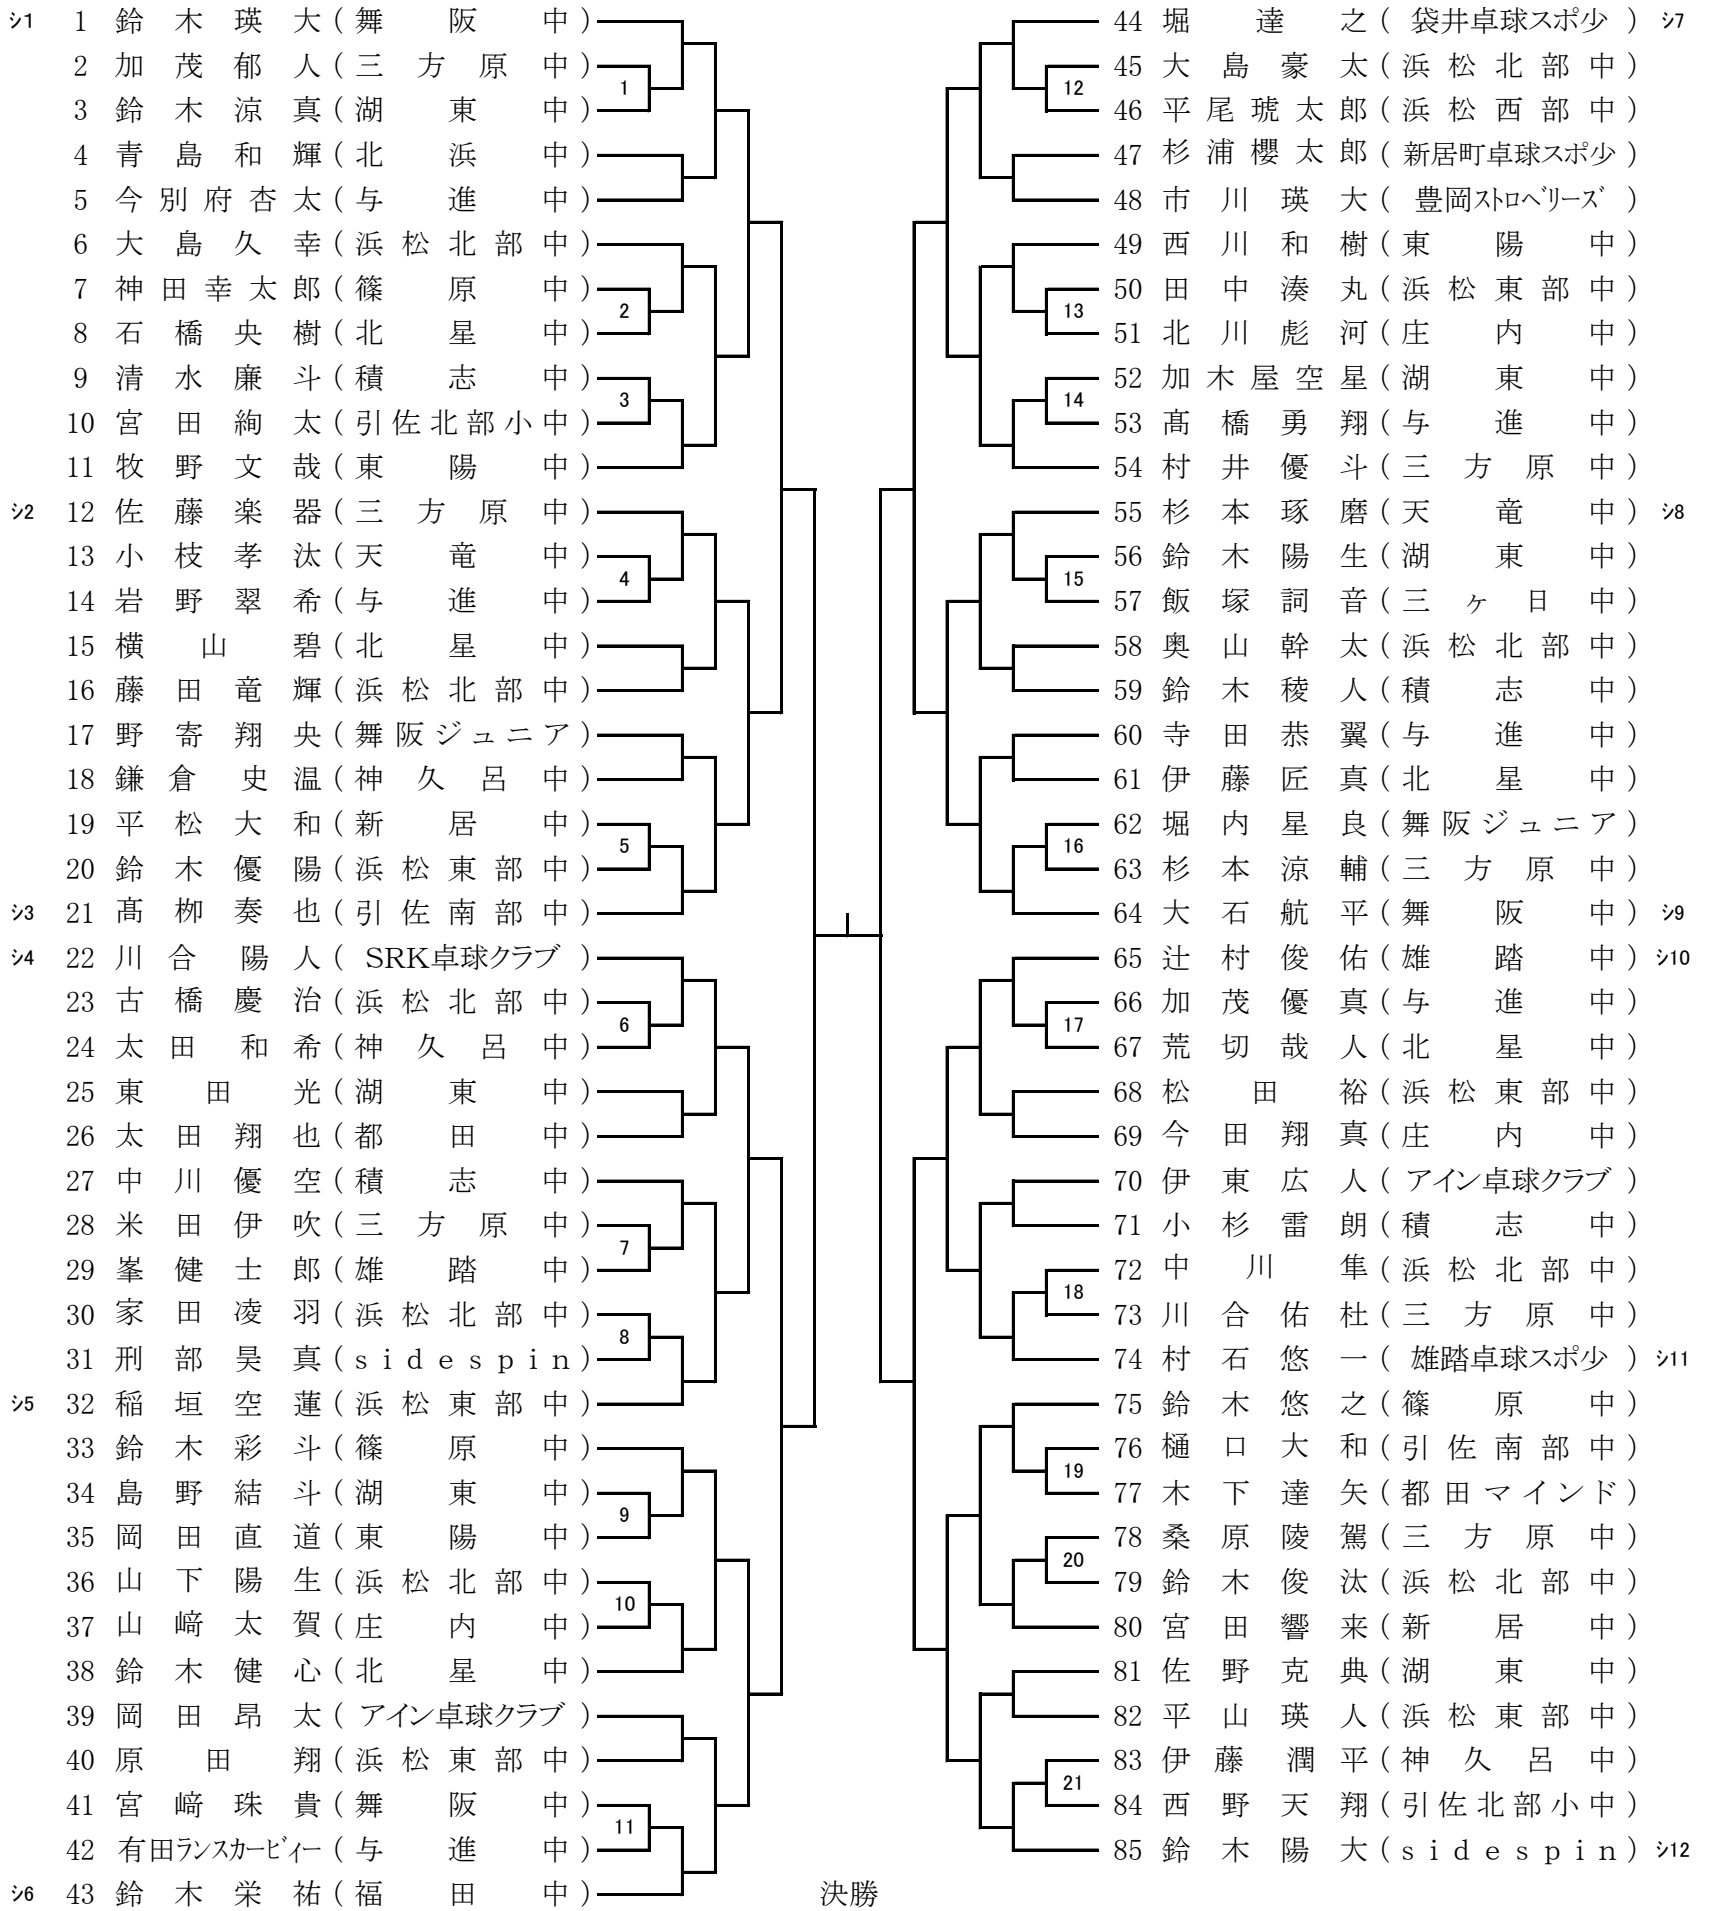 ｼ1 1 鈴木瑛大(舞阪中)
2 加茂郁人(三方原中)
1
3 鈴木涼真(湖東中)
4 青島和輝(北浜中)
5 今別府杏太(与進中)
6 大島久幸(浜松北部中)
7 神田幸太郎(篠原中)
2
8 石橋央樹(北星中)
9 清水廉斗(積志中)
3
10 宮田絢太(引佐北部小中)
11 牧野文哉(東陽中)
ｼ2 12 佐藤楽器(三方原中)
13 小枝孝汰(天竜中)
4
14 岩野翠希(与進中)
15 横山碧(北星中)
16 藤田竜輝(浜松北部中)
17 野寄翔央(舞阪ジュニア)
18 鎌倉史温(神久呂中)
19 平松大和(新居中)
5
20 鈴木優陽(浜松東部中)
ｼ3 21 髙栁奏也(引佐南部中)
ｼ4 22 川合陽人(SRK卓球クラブ)
23 古橋慶治(浜松北部中)
6
24 太田和希(神久呂中)
25 東田光(湖東中)
26 太田翔也(都田中)
27 中川優空(積志中)
28 米田伊吹(三方原中)
7
29 峯健士郎(雄踏中)
30 家田凌羽(浜松北部中)
8
31 刑部昊真(sidespin)
ｼ5 32 稲垣空蓮(浜松東部中)
33 鈴木彩斗(篠原中)
34 島野結斗(湖東中)
9
35 岡田直道(東陽中)
36 山下陽生(浜松北部中)
10
37 山﨑太賀(庄内中)
38 鈴木健心(北星中)
39 岡田昂太(アイン卓球クラブ)
40 原田翔(浜松東部中)
41 宮﨑珠貴(舞阪中)
11
42 有田ランスカービィー(与進中)
ｼ6 43 鈴木栄祐(福田中)
44 堀達之(袋井卓球スポ少) ｼ7
45 大島豪太(浜松北部中)
12
46 平尾琥太郎(浜松西部中)
47 杉浦櫻太郎(新居町卓球スポ少)
48 市川瑛大(豊岡ｽﾄﾛﾍﾞﾘｰｽﾞ)
49 西川和樹(東陽中)
50 田中湊丸(浜松東部中)
13
51 北川彪河(庄内中)
52 加木屋空星(湖東中)
14
53 髙橋勇翔(与進中)
54 村井優斗(三方原中)
55 杉本琢磨(天竜中) ｼ8
56 鈴木陽生(湖東中)
15
57 飯塚詞音(三ヶ日中)
58 奥山幹太(浜松北部中)
59 鈴木稜人(積志中)
60 寺田恭翼(与進中)
61 伊藤匠真(北星中)
62 堀内星良(舞阪ジュニア)
16
63 杉本涼輔(三方原中)
64 大石航平(舞阪中) ｼ9
65 辻村俊佑(雄踏中) ｼ10
66 加茂優真(与進中)
17
67 荒切哉人(北星中)
68 松田裕(浜松東部中)
69 今田翔真(庄内中)
70 伊東広人(アイン卓球クラブ)
71 小杉雷朗(積志中)
72 中川隼(浜松北部中)
18
73 川合佑杜(三方原中)
74 村石悠一(雄踏卓球スポ少) ｼ11
75 鈴木悠之(篠原中)
76 樋口大和(引佐南部中)
19
77 木下達矢(都田マインド)
78 桑原陵駕(三方原中)
20
79 鈴木俊汰(浜松北部中)
80 宮田響来(新居中)
81 佐野克典(湖東中)
82 平山瑛人(浜松東部中)
83 伊藤潤平(神久呂中)
21
84 西野天翔(引佐北部小中)
85 鈴木陽大(sidespin) ｼ12
決勝